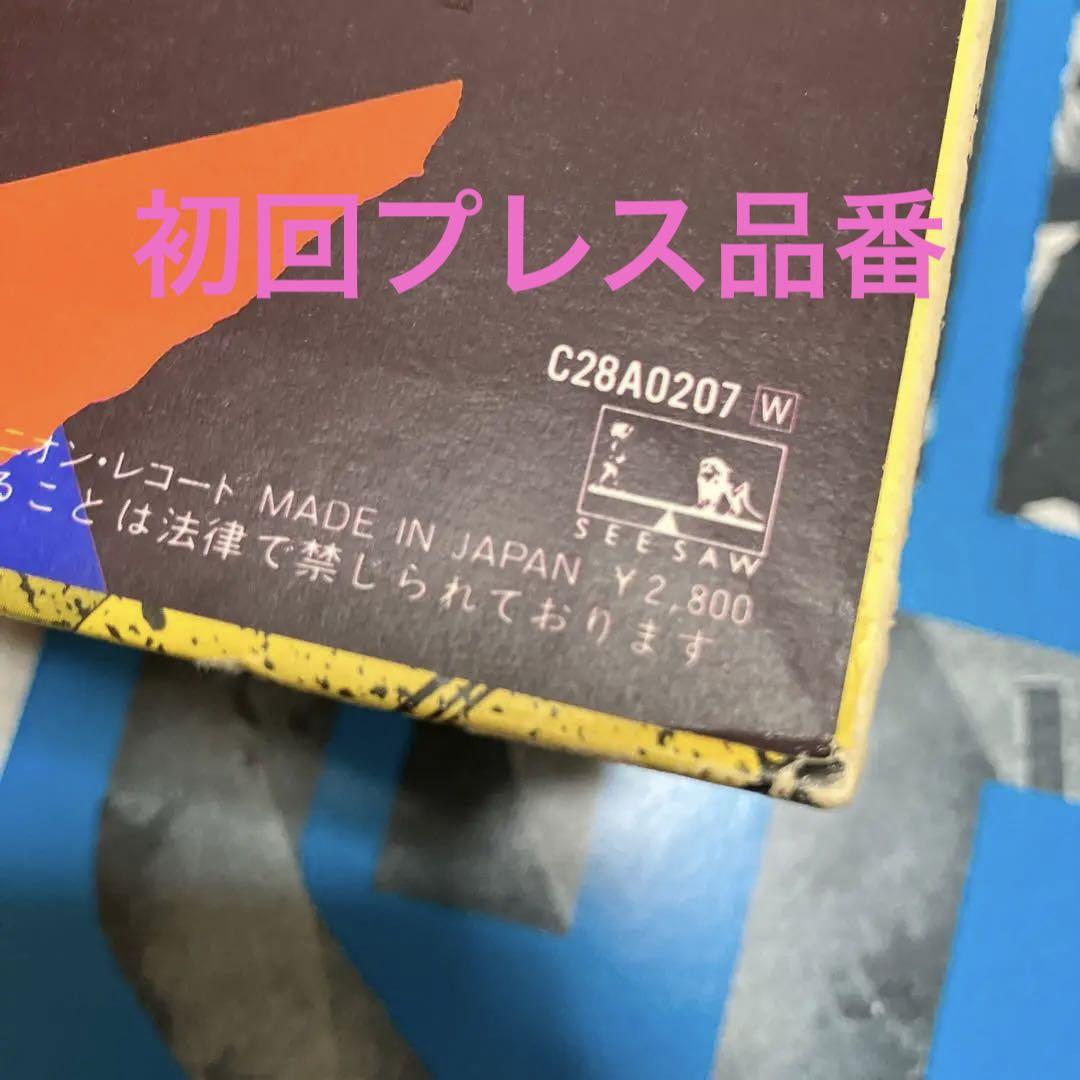 初回プレス品番
C28A0207 W
SEESAW
ニオン・レコード MADE IN JAPAN ¥2,800
ることは法律で禁じられております